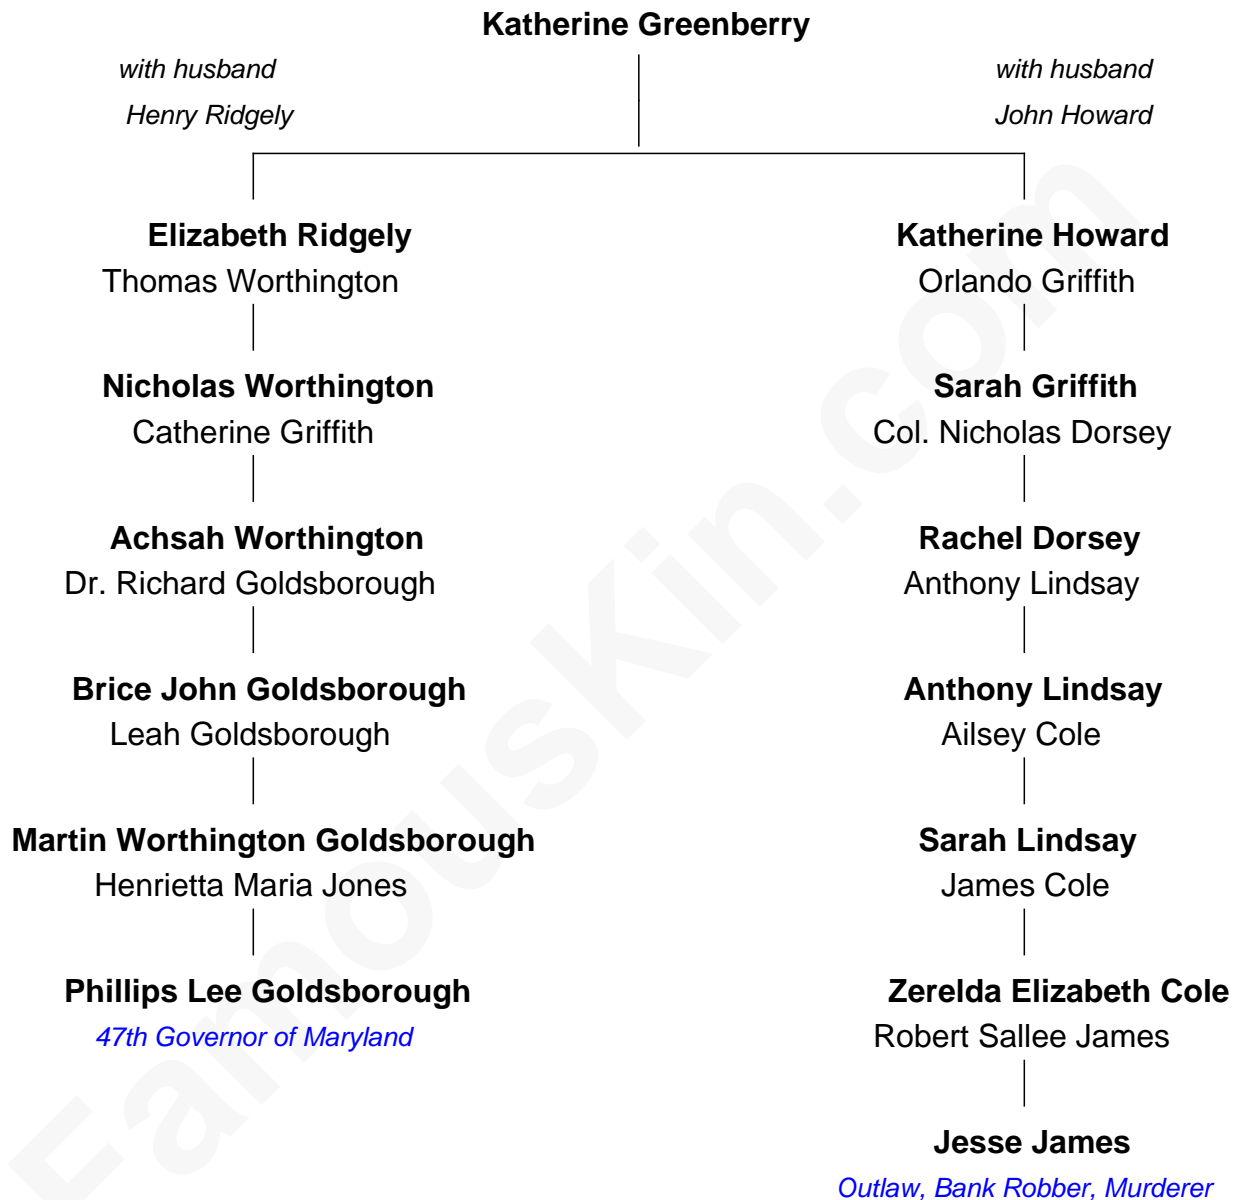 Katherine Greenberry
with husband
Henry Ridgely
with husband
John Howard
Elizabeth Ridgely
Thomas Worthington
Katherine Howard
Orlando Griffith
Nicholas Worthington
Catherine Griffith
Sarah Griffith
Col. Nicholas Dorsey
Achsah Worthington
Dr. Richard Goldsborough
Rachel Dorsey
Anthony Lindsay
Brice John Goldsborough
Leah Goldsborough
Anthony Lindsay
Ailsey Cole
Martin Worthington Goldsborough
Henrietta Maria Jones
Sarah Lindsay
James Cole
Phillips Lee Goldsborough
47th Governor of Maryland
Zerelda Elizabeth Cole
Robert Sallee James
Jesse James
Outlaw, Bank Robber, Murderer
FamousKin.com